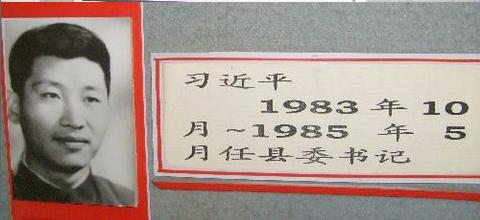 习近平
1983 年 10
月 ~1985 年 5
月任县委书记